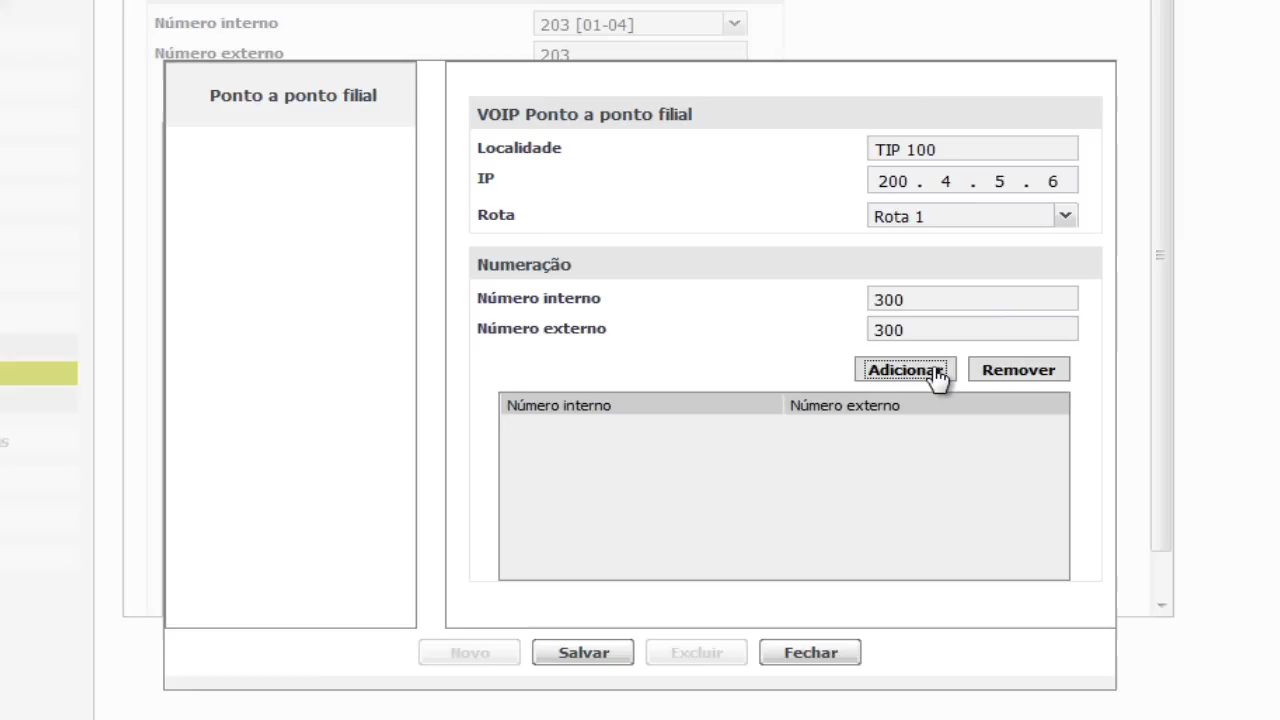 Número interno
203 [01-04]
Número externo
203
Ponto a ponto filial
VOIP Ponto a ponto filial
Localidade
TIP 100
IP
200 . 4 . 5 . 6
Rota
Rota 1
Numeração
Número interno
300
Número externo
300
Adicionar
Remover
Número interno
Número externo
Novo
Salvar
Excluir
Fechar